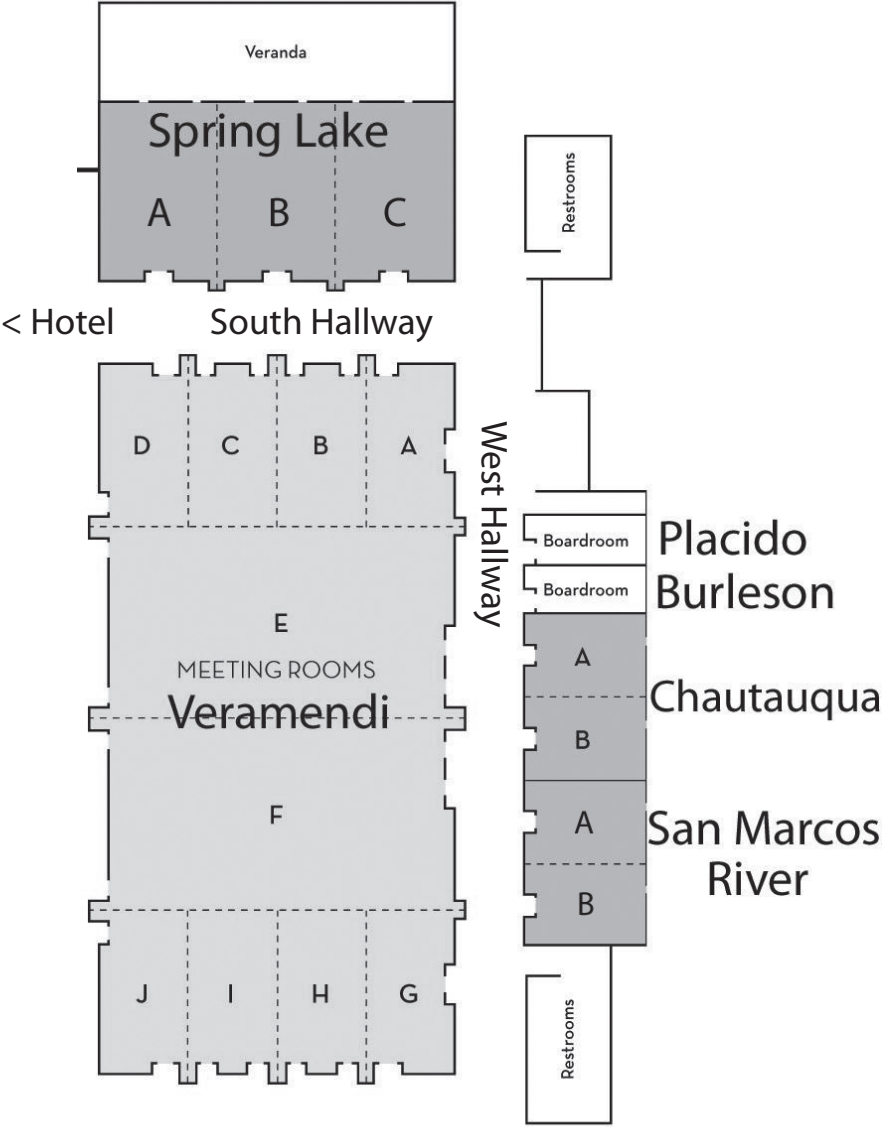 Veranda
Spring Lake
A B C
Restrooms
< Hotel South Hallway
D C B A
West Hallway
Boardroom Placido
Boardroom Burleson
E
MEETING ROOMS
Veramendi
F
A
Chautauqua
B
A
San Marcos
River
B
J I H G
Restrooms